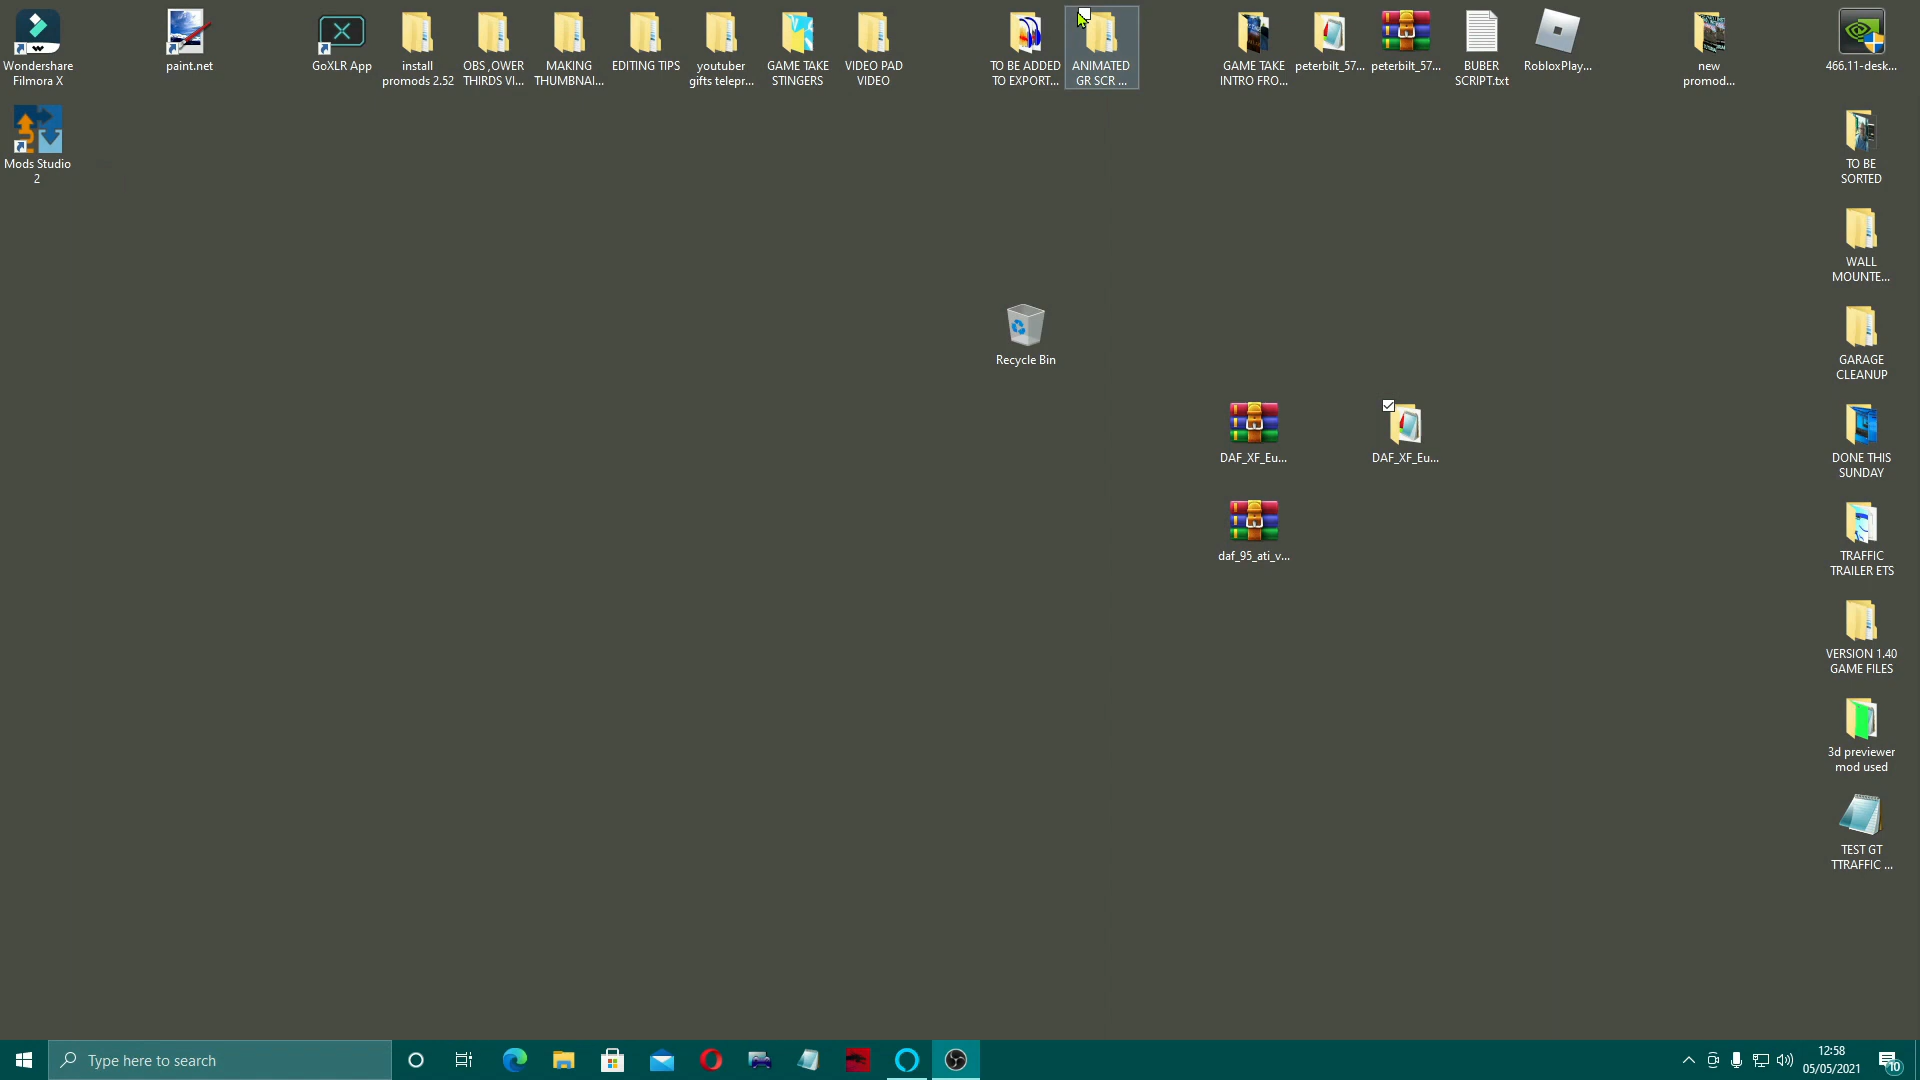 Wondershare
Filmora X
paint.net
GoXLR App
install
promods 2.52
OBS ,OWER
THIRDS VI...
MAKING
THUMBNAI...
EDITING TIPS
youtuber
gifts telepr...
GAME TAKE
STINGERS
VIDEO PAD
VIDEO
TO BE ADDED
TO EXPORT...
ANIMATED
GR SCR ...
GAME TAKE
INTRO FRO...
peterbilt_57...
peterbilt_57...
BUBER
SCRIPT.txt
RobloxPlay...
new
promod...
466.11-desk...
Mods Studio
2
TO BE
SORTED
WALL
MOUNTE...
Recycle Bin
GARAGE
CLEANUP
DAF_XF_Eu...
DAF_XF_Eu...
DONE THIS
SUNDAY
daf_95_ati_v...
TRAFFIC
TRAILER ETS
VERSION 1.40
GAME FILES
3d previewer
mod used
TEST GT
TTRAFFIC ...
Type here to search
12:58
05/05/2021
10